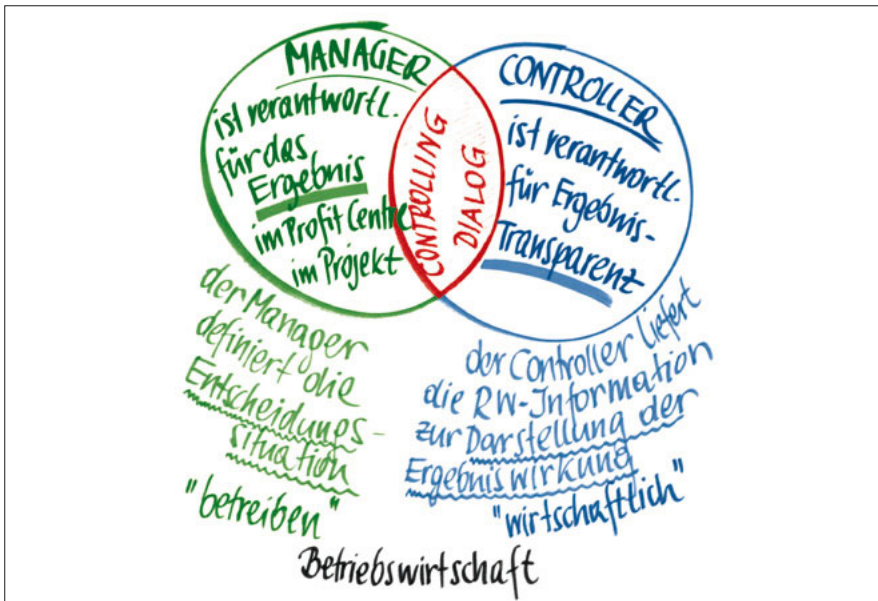 MANAGER
ist verantwortl.
für das
Ergebnis
im Profit Centre
im Projekt
CONTROLLING
DIALOG
CONTROLLER
ist verantwortl.
für Ergebnis-
Transparenz
der Manager
definiert die
Entscheidungs-
situation
"betreiben"
der Controller liefert
die RW-Information
zur Darstellung der
Ergebniswirkung
"wirtschaftlich"
Betriebswirtschaft